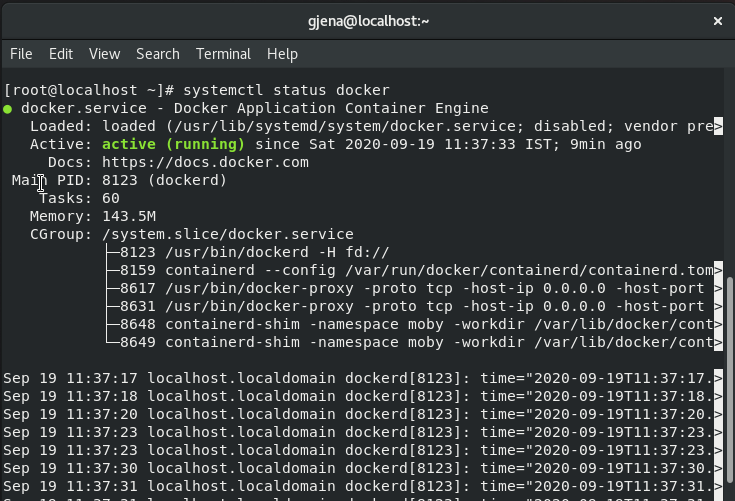 gjena@localhost:~
File Edit View Search Terminal Help
[root@localhost ~]# systemctl status docker
● docker.service - Docker Application Container Engine
Loaded: loaded (/usr/lib/systemd/system/docker.service; disabled; vendor pre>
Active: active (running) since Sat 2020-09-19 11:37:33 IST; 9min ago
Docs: https://docs.docker.com
Main PID: 8123 (dockerd)
Tasks: 60
Memory: 143.5M
CGroup: /system.slice/docker.service
├─8123 /usr/bin/dockerd -H fd://
├─8159 containerd --config /var/run/docker/containerd/containerd.tom>
├─8617 /usr/bin/docker-proxy -proto tcp -host-ip 0.0.0.0 -host-port >
├─8631 /usr/bin/docker-proxy -proto tcp -host-ip 0.0.0.0 -host-port >
├─8648 containerd-shim -namespace moby -workdir /var/lib/docker/cont>
└─8649 containerd-shim -namespace moby -workdir /var/lib/docker/cont>
Sep 19 11:37:17 localhost.localdomain dockerd[8123]: time="2020-09-19T11:37:17.>
Sep 19 11:37:18 localhost.localdomain dockerd[8123]: time="2020-09-19T11:37:18.>
Sep 19 11:37:20 localhost.localdomain dockerd[8123]: time="2020-09-19T11:37:20.>
Sep 19 11:37:23 localhost.localdomain dockerd[8123]: time="2020-09-19T11:37:23.>
Sep 19 11:37:23 localhost.localdomain dockerd[8123]: time="2020-09-19T11:37:23.>
Sep 19 11:37:30 localhost.localdomain dockerd[8123]: time="2020-09-19T11:37:30.>
Sep 19 11:37:31 localhost.localdomain dockerd[8123]: time="2020-09-19T11:37:31.>